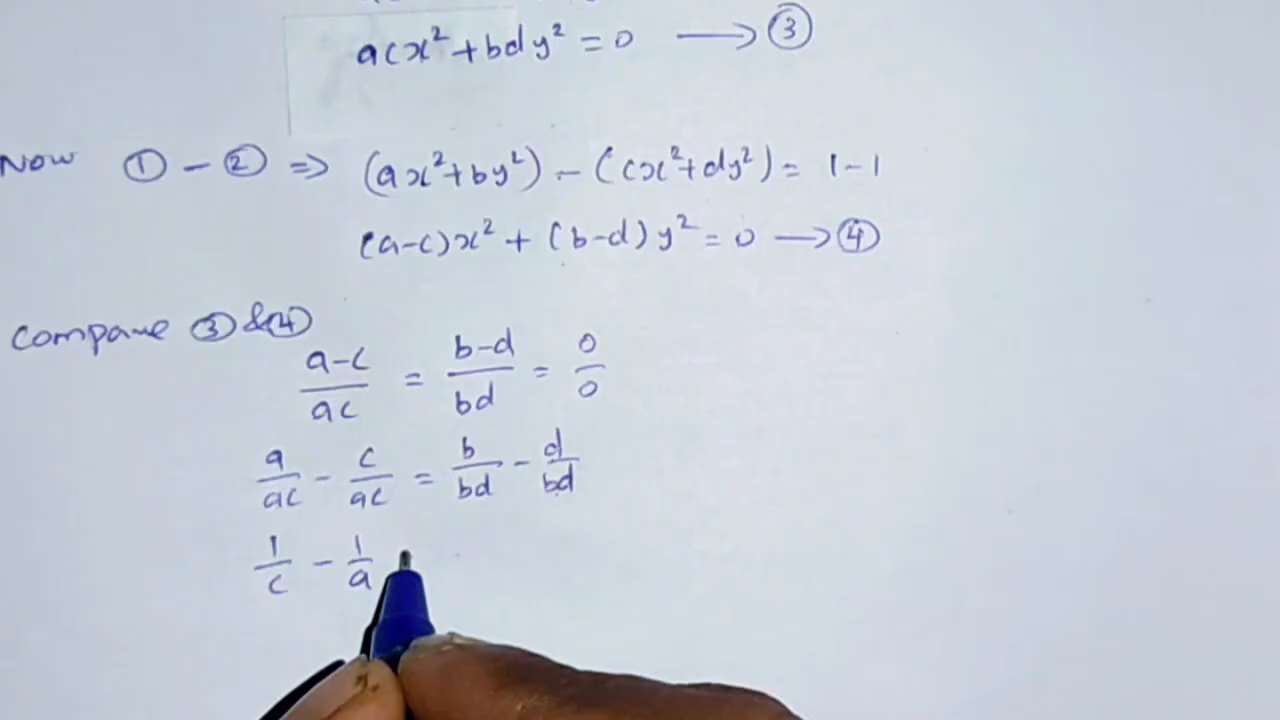 acx² + bdy² = 0 → ③
Now ① - ② ⇒ (ax² + by²) - (cx² + dy²) = 1 - 1
(a-c)x² + (b-d)y² = 0 → ④
Compare ③ & ④
a-c/ac = b-d/bd = 0/0
a/ac - c/ac = b/bd - d/bd
1/c - 1/a